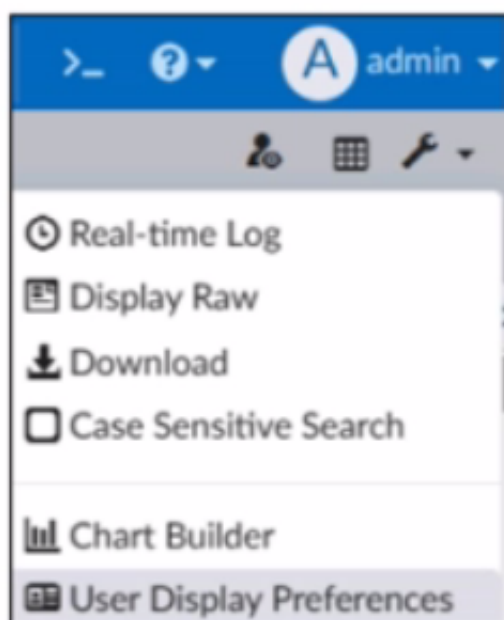 >_ ? A admin
Real-time Log
Display Raw
Download
Case Sensitive Search
Chart Builder
User Display Preferences